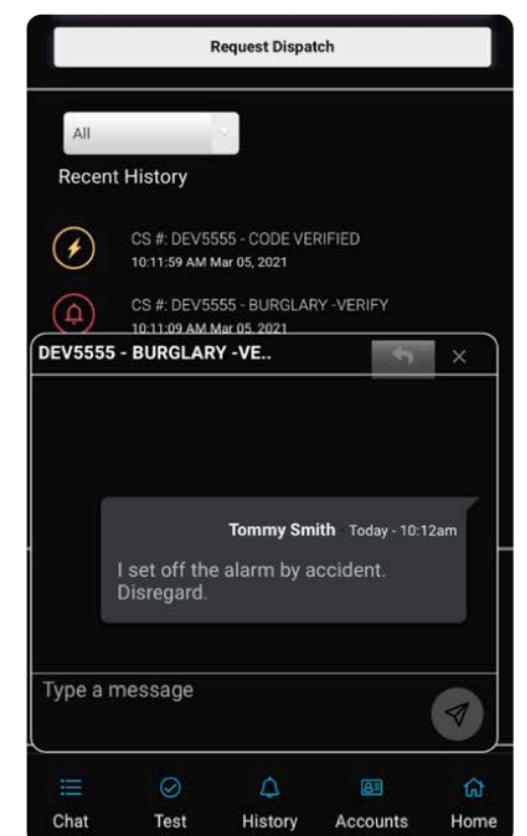 Request Dispatch
All
Recent History
CS #: DEV5555 - CODE VERIFIED
10:11:59 AM Mar 05, 2021
CS #: DEV5555 - BURGLARY -VERIFY
10:11:09 AM Mar 05, 2021
DEV5555 - BURGLARY -VE..
Tommy Smith Today - 10:12am
I set off the alarm by accident.
Disregard.
Type a message
Chat Test History Accounts Home